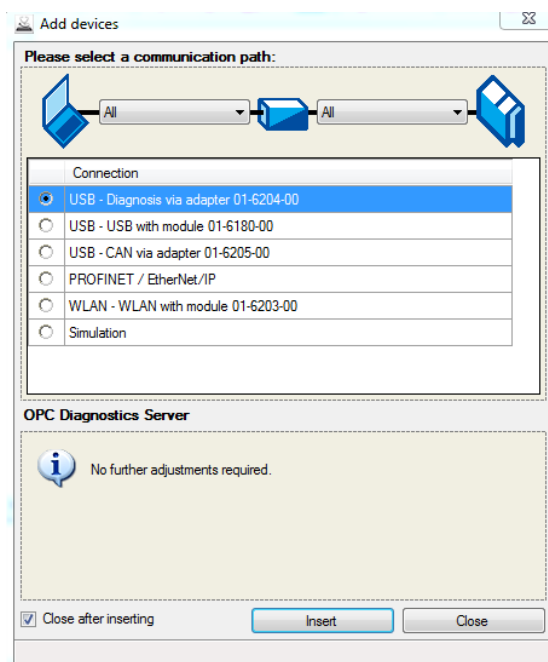 Add devices
Please select a communication path:
All
All
Connection
USB - Diagnosis via adapter 01-6204-00
USB - USB with module 01-6180-00
USB - CAN via adapter 01-6205-00
PROFINET / EtherNet/IP
WLAN - WLAN with module 01-6203-00
Simulation
OPC Diagnostics Server
i
No further adjustments required.
Close after inserting
Insert
Close